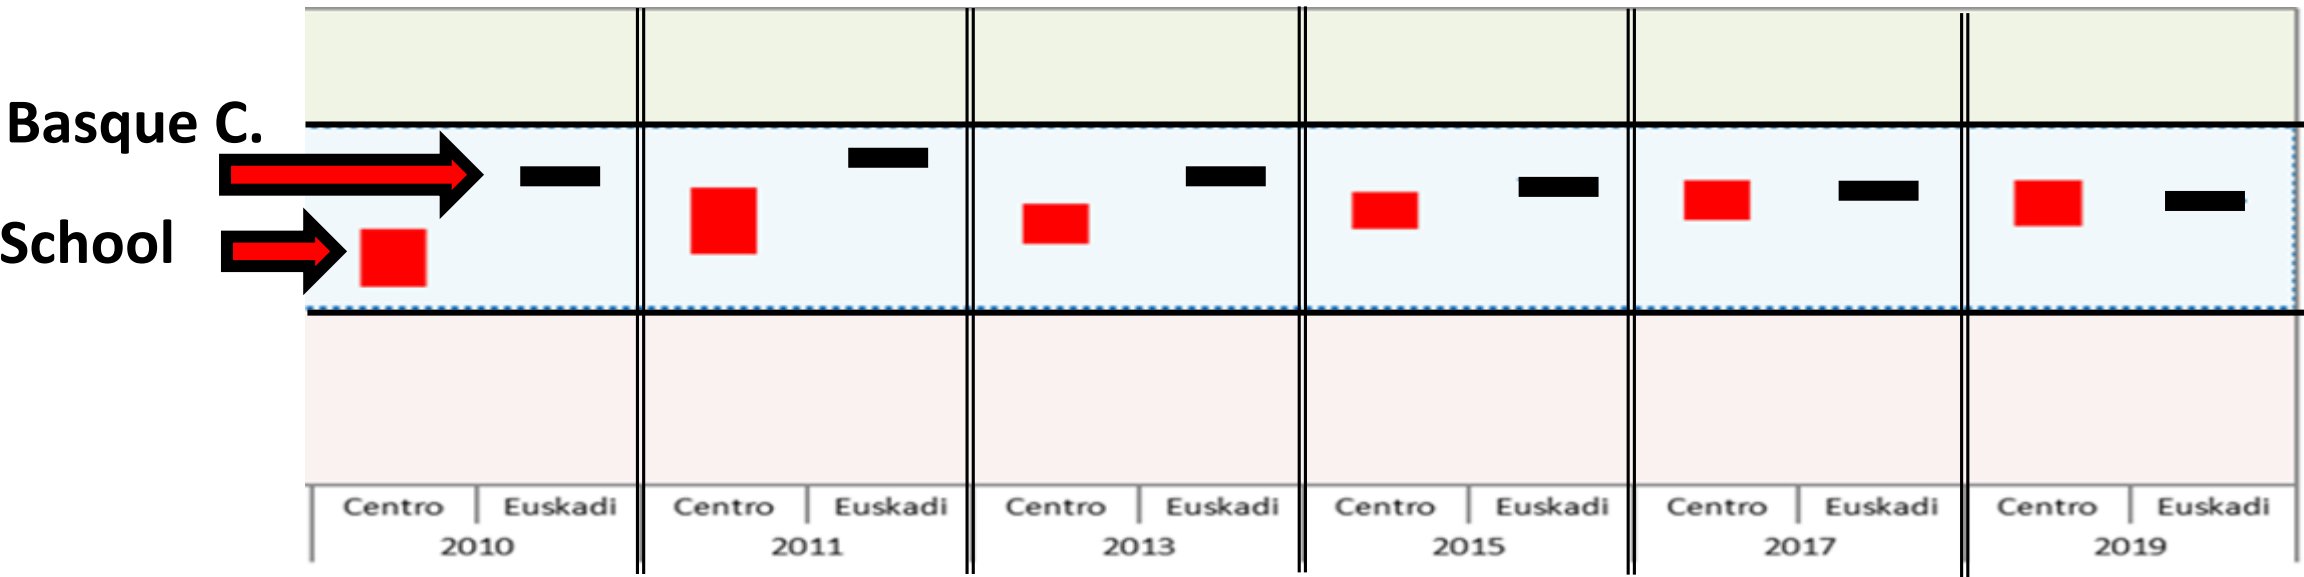 Basque C.
School
Centro Euskadi Centro Euskadi Centro Euskadi Centro Euskadi Centro Euskadi Centro Euskadi
2010 2011 2013 2015 2017 2019